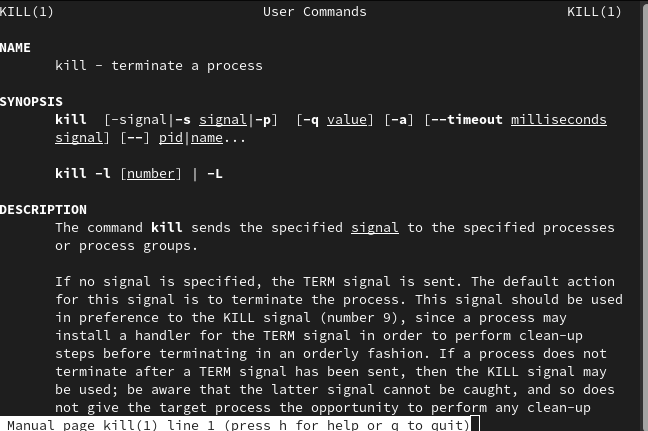 KILL(1) User Commands KILL(1)
NAME
kill - terminate a process
SYNOPSIS
kill [-signal|-s signal|-p] [-q value] [-a] [--timeout milliseconds
signal] [--] pid|name...
kill -l [number] | -L
DESCRIPTION
The command kill sends the specified signal to the specified processes
or process groups.
If no signal is specified, the TERM signal is sent. The default action
for this signal is to terminate the process. This signal should be used
in preference to the KILL signal (number 9), since a process may
install a handler for the TERM signal in order to perform clean-up
steps before terminating in an orderly fashion. If a process does not
terminate after a TERM signal has been sent, then the KILL signal may
be used; be aware that the latter signal cannot be caught, and so does
not give the target process the opportunity to perform any clean-up
Manual page kill(1) line 1 (press h for help or q to quit)